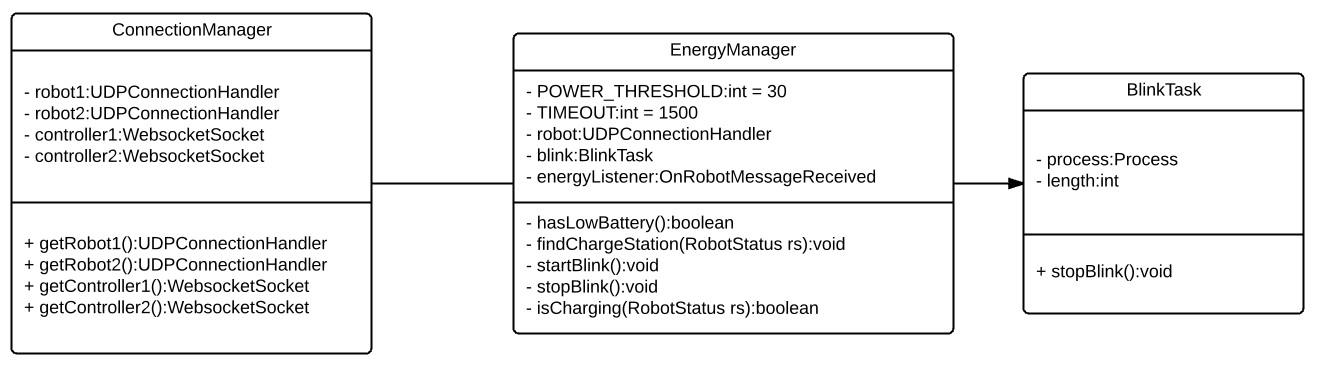 ConnectionManager
- robot1:UDPConnectionHandler
- robot2:UDPConnectionHandler
- controller1:WebsocketSocket
- controller2:WebsocketSocket
+ getRobot1():UDPConnectionHandler
+ getRobot2():UDPConnectionHandler
+ getController1():WebsocketSocket
+ getController2():WebsocketSocket
EnergyManager
- POWER_THRESHOLD:int = 30
- TIMEOUT:int = 1500
- robot:UDPConnectionHandler
- blink:BlinkTask
- energyListener:OnRobotMessageReceived
- hasLowBattery():boolean
- findChargeStation(RobotStatus rs):void
- startBlink():void
- stopBlink():void
- isCharging(RobotStatus rs):boolean
BlinkTask
- process:Process
- length:int
+ stopBlink():void